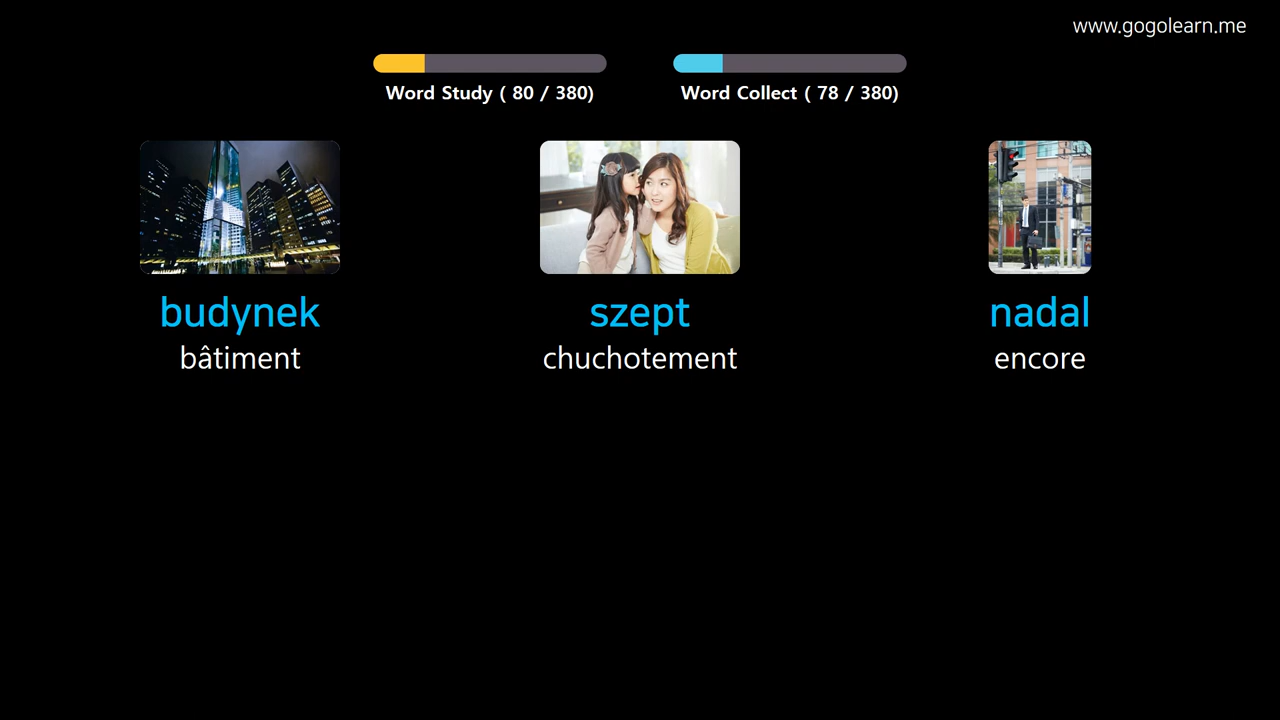 www.gogolearn.me
Word Study ( 80 / 380)
Word Collect ( 78 / 380)
budynek
bâtiment
szept
chuchotement
nadal
encore